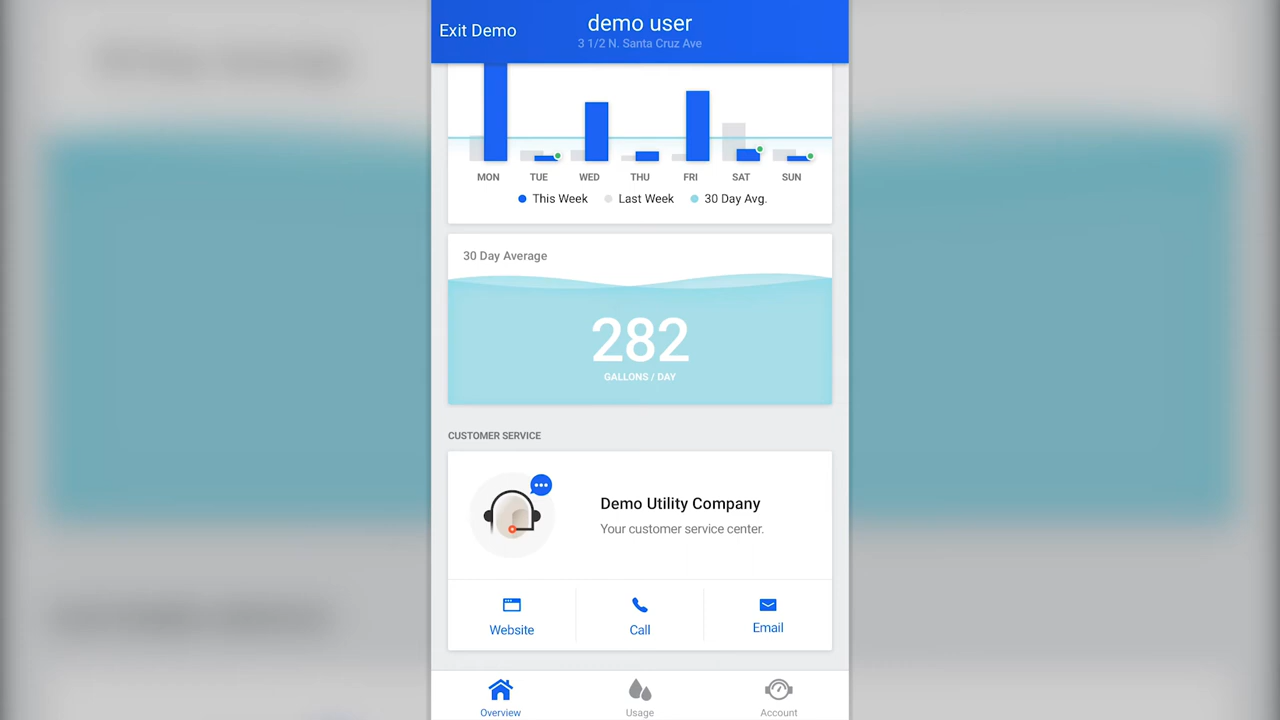 Exit Demo
demo user
3 1/2 N. Santa Cruz Ave
MON TUE WED THU FRI SAT SUN
This Week Last Week 30 Day Avg.
30 Day Average
282
GALLONS / DAY
CUSTOMER SERVICE
Demo Utility Company
Your customer service center.
Website Call Email
Overview Usage Account